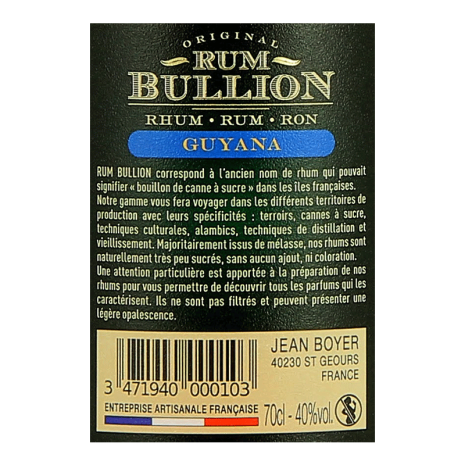 ORIGINAL
RUM
BULLION
RHUM • RUM • RON
GUYANA
RUM BULLION correspond à l'ancien nom de rhum qui pouvait
signifier « bouillon de canne à sucre » dans les îles françaises.
Notre gamme vous fera voyager dans les différents territoires de
production avec leurs spécificités : terroirs, cannes à sucre,
techniques culturales, alambics, techniques de distillation et
vieillissement. Majoritairement issus de mélasse, nos rhums sont
naturellement très peu sucrés, sans aucun ajout, ni coloration.
Une attention particulière est apportée à la préparation de nos
rhums pour vous permettre de découvrir tous les parfums qui les
caractérisent. Ils ne sont pas filtrés et peuvent présenter une
légère opalescence.
JEAN BOYER
40230 ST GEOURS
FRANCE
3 471940 000103
ENTREPRISE ARTISANALE FRANÇAISE
70cl - 40%vol.